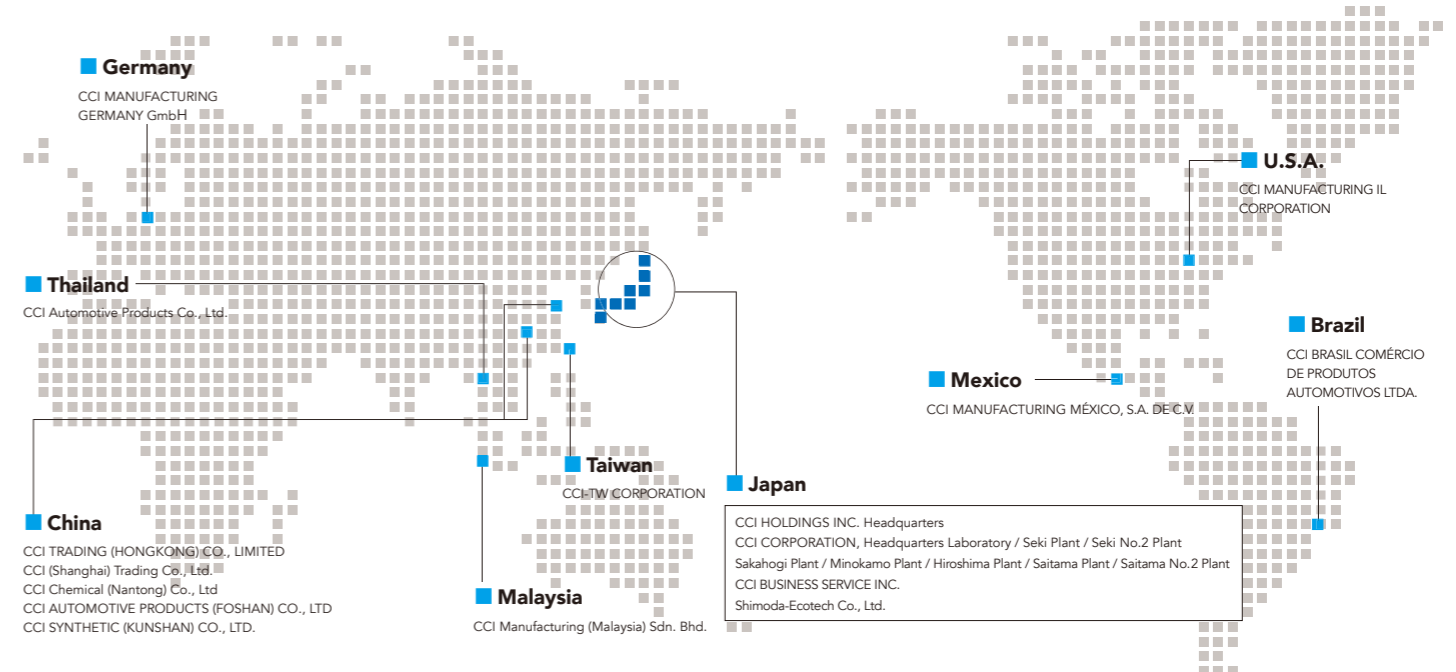 Germany
CCI MANUFACTURING
GERMANY GmbH
Thailand
CCI Automotive Products Co., Ltd.
China
CCI TRADING (HONGKONG) CO., LIMITED
CCI (Shanghai) Trading Co., Ltd.
CCI Chemical (Nantong) Co., Ltd
CCI AUTOMOTIVE PRODUCTS (FOSHAN) CO., LTD
CCI SYNTHETIC (KUNSHAN) CO., LTD.
Taiwan
CCI-TW CORPORATION
Malaysia
CCI Manufacturing (Malaysia) Sdn. Bhd.
Japan
CCI HOLDINGS INC. Headquarters
CCI CORPORATION, Headquarters Laboratory / Seki Plant / Seki No.2 Plant
Sakahogi Plant / Minokamo Plant / Hiroshima Plant / Saitama Plant / Saitama No.2 Plant
CCI BUSINESS SERVICE INC.
Shimoda-Ecotech Co., Ltd.
U.S.A.
CCI MANUFACTURING IL
CORPORATION
Mexico
CCI MANUFACTURING MÉXICO, S.A. DE C.V.
Brazil
CCI BRASIL COMÉRCIO
DE PRODUTOS
AUTOMOTIVOS LTDA.